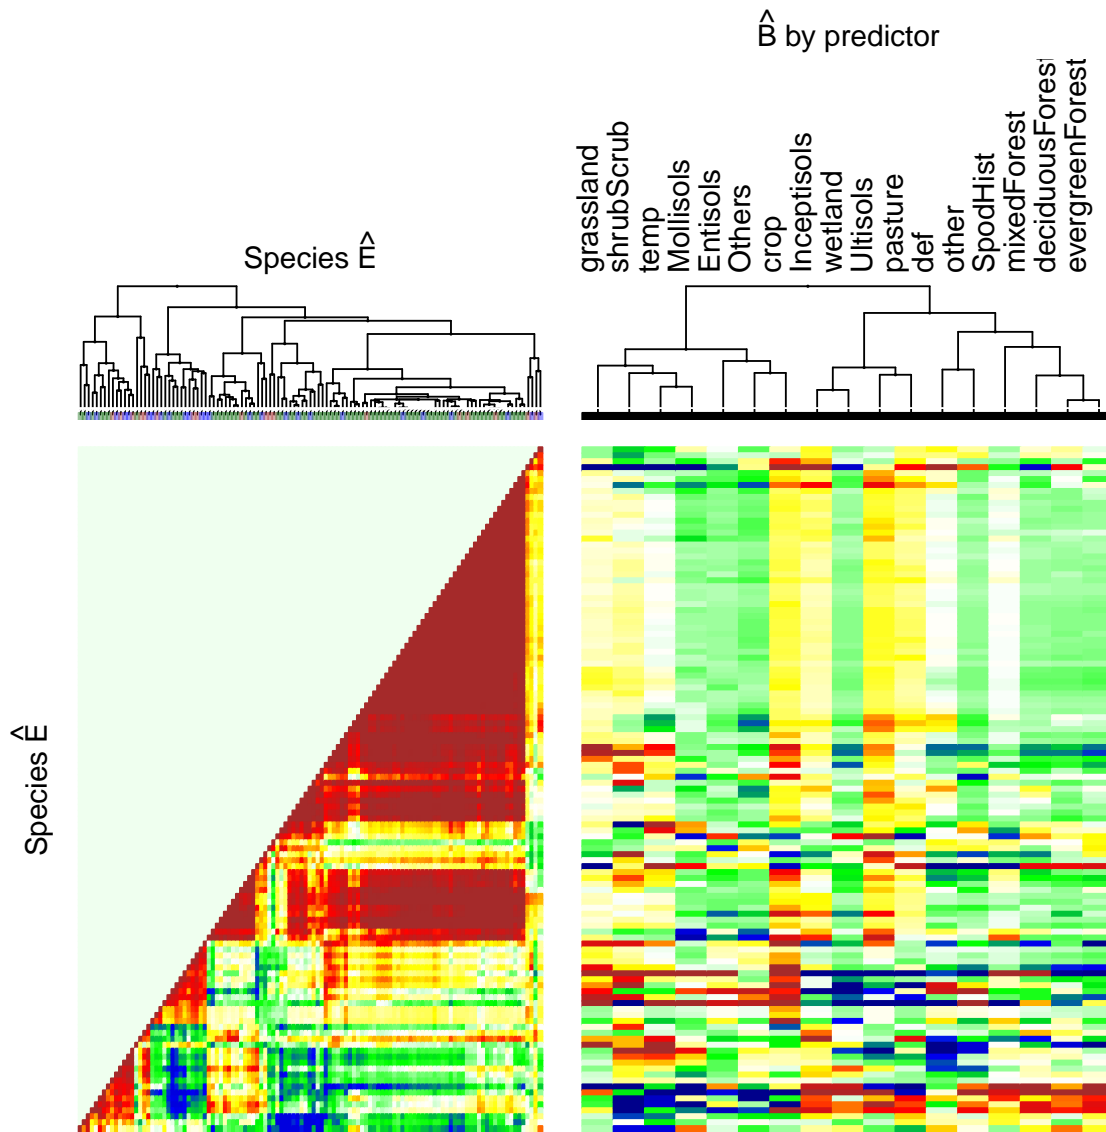 B̂ by predictor
grassland
shrubScrub
temp
Mollisols
Entisols
Others
crop
Inceptisols
wetland
Ultisols
pasture
def
other
SpodHist
mixedForest
deciduousForest
evergreenForest
Species Ê
Species Ê